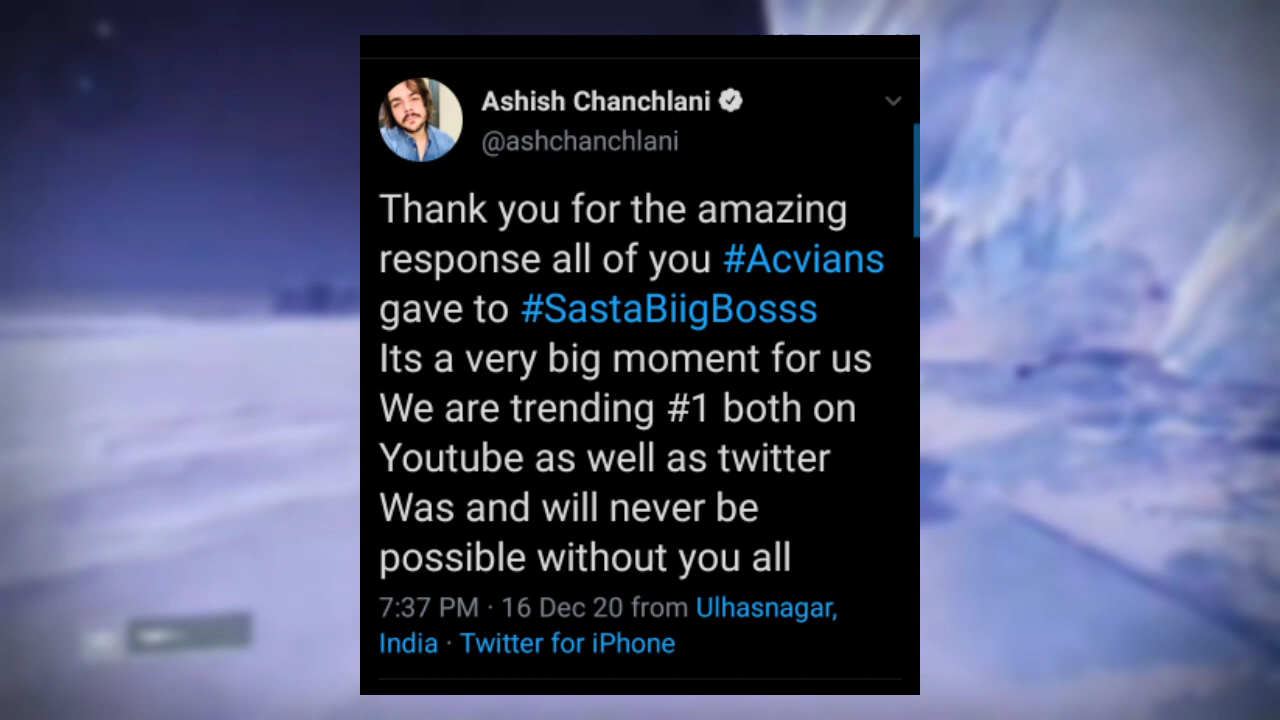 Ashish Chanchlani
@ashchanchlani
Thank you for the amazing
response all of you #Acvians
gave to #SastaBiigBosss
Its a very big moment for us
We are trending #1 both on
Youtube as well as twitter
Was and will never be
possible without you all
7:37 PM · 16 Dec 20 from Ulhasnagar,
India · Twitter for iPhone